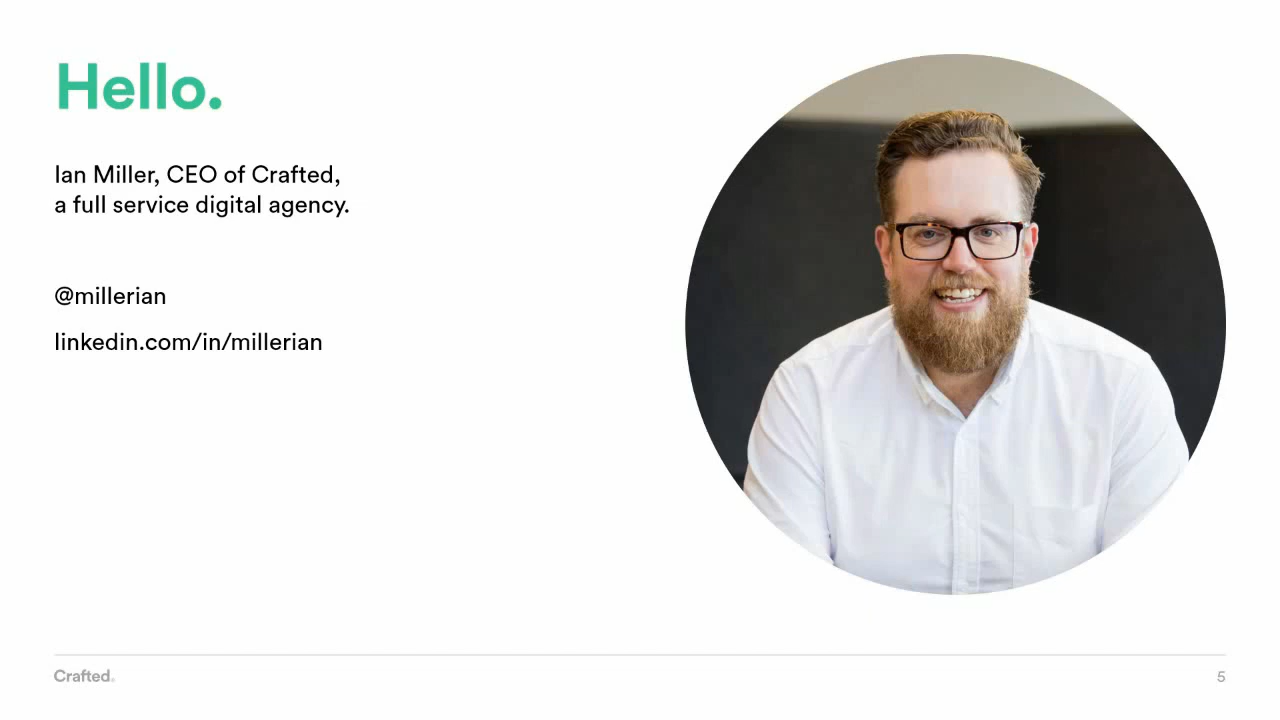 Hello.
Ian Miller, CEO of Crafted,
a full service digital agency.
@millerian
linkedin.com/in/millerian
Crafted.
5